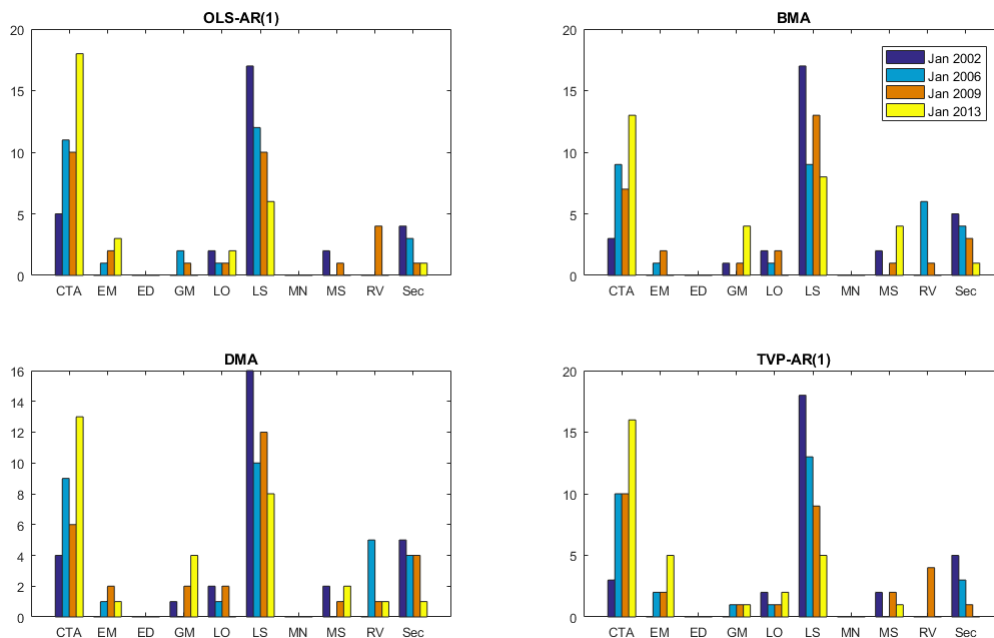 OLS-AR(1)
20
15
10
5
0
CTA EM ED GM LO LS MN MS RV Sec
BMA
20
15
10
5
0
CTA EM ED GM LO LS MN MS RV Sec
Jan 2002
Jan 2006
Jan 2009
Jan 2013
DMA
16
14
12
10
8
6
4
2
0
CTA EM ED GM LO LS MN MS RV Sec
TVP-AR(1)
20
15
10
5
0
CTA EM ED GM LO LS MN MS RV Sec